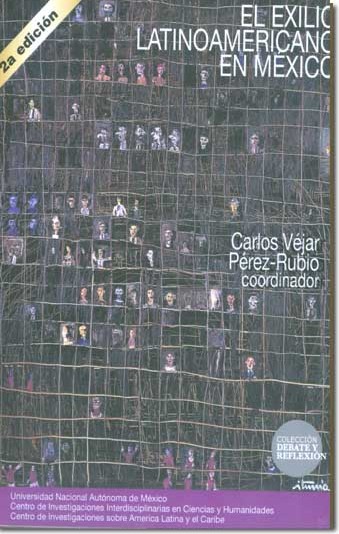 2a edición
EL EXILIO
LATINOAMERICANO
EN MÉXICO
Carlos Véjar
Pérez-Rubio
coordinador
COLECCIÓN
DEBATE Y
REFLEXIÓN
Universidad Nacional Autónoma de México
Centro de Investigaciones Interdisciplinarias en Ciencias y Humanidades
Centro de Investigaciones sobre America Latina y el Caribe